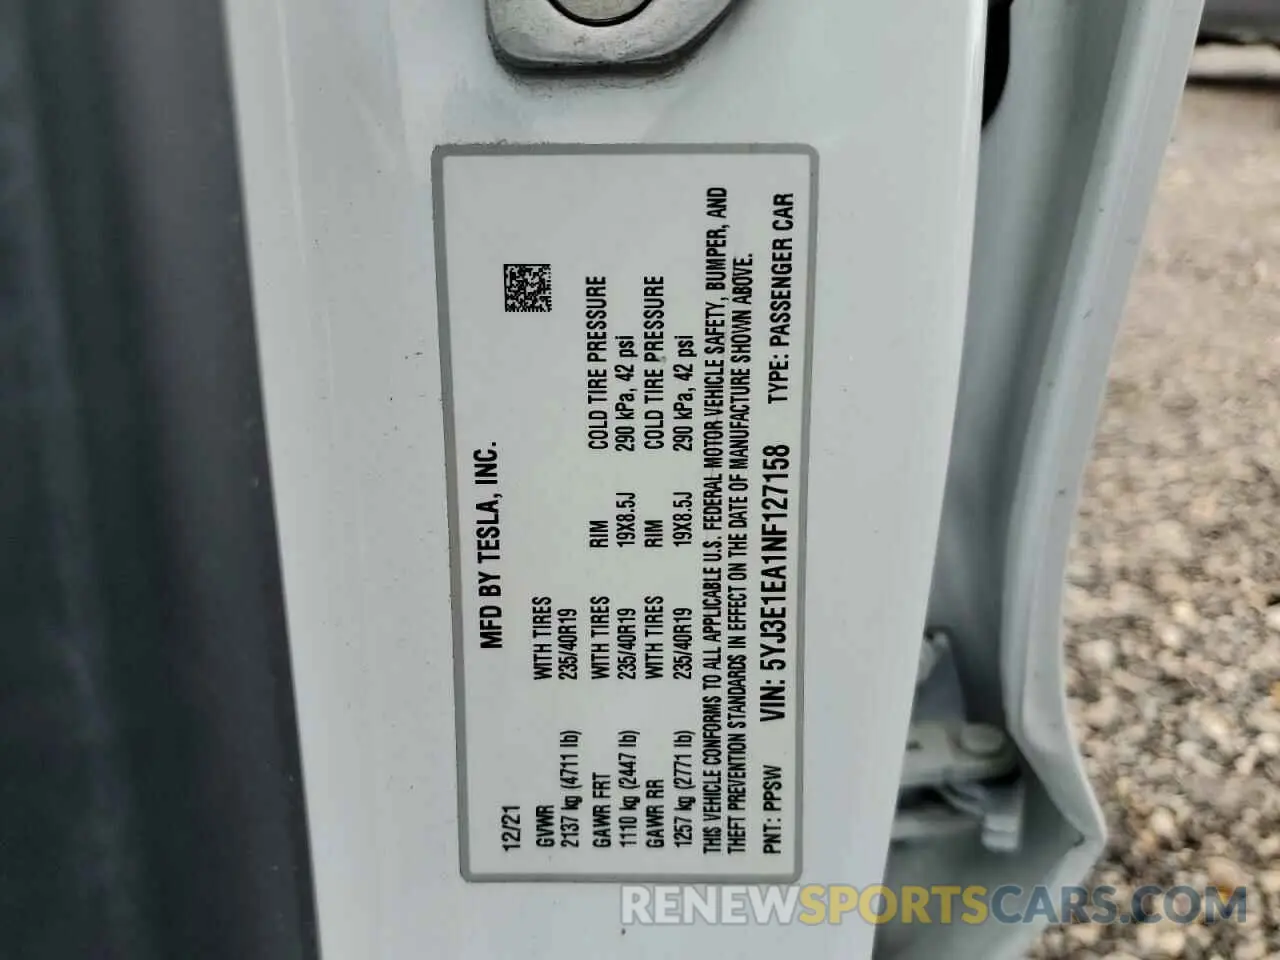 MFD BY TESLA, INC.
12/21
GVWR WITH TIRES
2137 kg (4711 lb) 235/40R19
GAWR FRT WITH TIRES RIM COLD TIRE PRESSURE
1110 kg (2447 lb) 235/40R19 19X8.5J 290 kPa, 42 psi
GAWR RR WITH TIRES RIM COLD TIRE PRESSURE
1257 kg (2771 lb) 235/40R19 19X8.5J 290 kPa, 42 psi
THIS VEHICLE CONFORMS TO ALL APPLICABLE U.S. FEDERAL MOTOR VEHICLE SAFETY, BUMPER, AND
THEFT PREVENTION STANDARDS IN EFFECT ON THE DATE OF MANUFACTURE SHOWN ABOVE.
PNT: PPSW VIN: 5YJ3E1EA1NF127158 TYPE: PASSENGER CAR
RENEWSPORTSCARS.COM